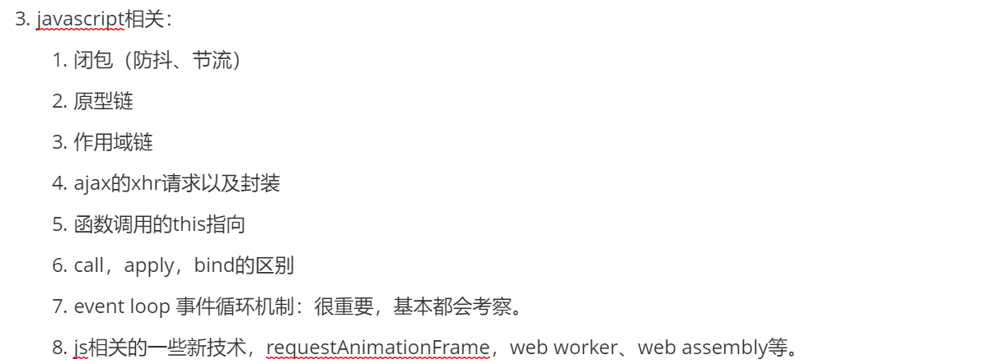 3. javascript相关：
1. 闭包（防抖、节流）
2. 原型链
3. 作用域链
4. ajax的xhr请求以及封装
5. 函数调用的this指向
6. call，apply，bind的区别
7. event loop 事件循环机制：很重要，基本都会考察。
8. js相关的一些新技术，requestAnimationFrame，web worker、web assembly等。